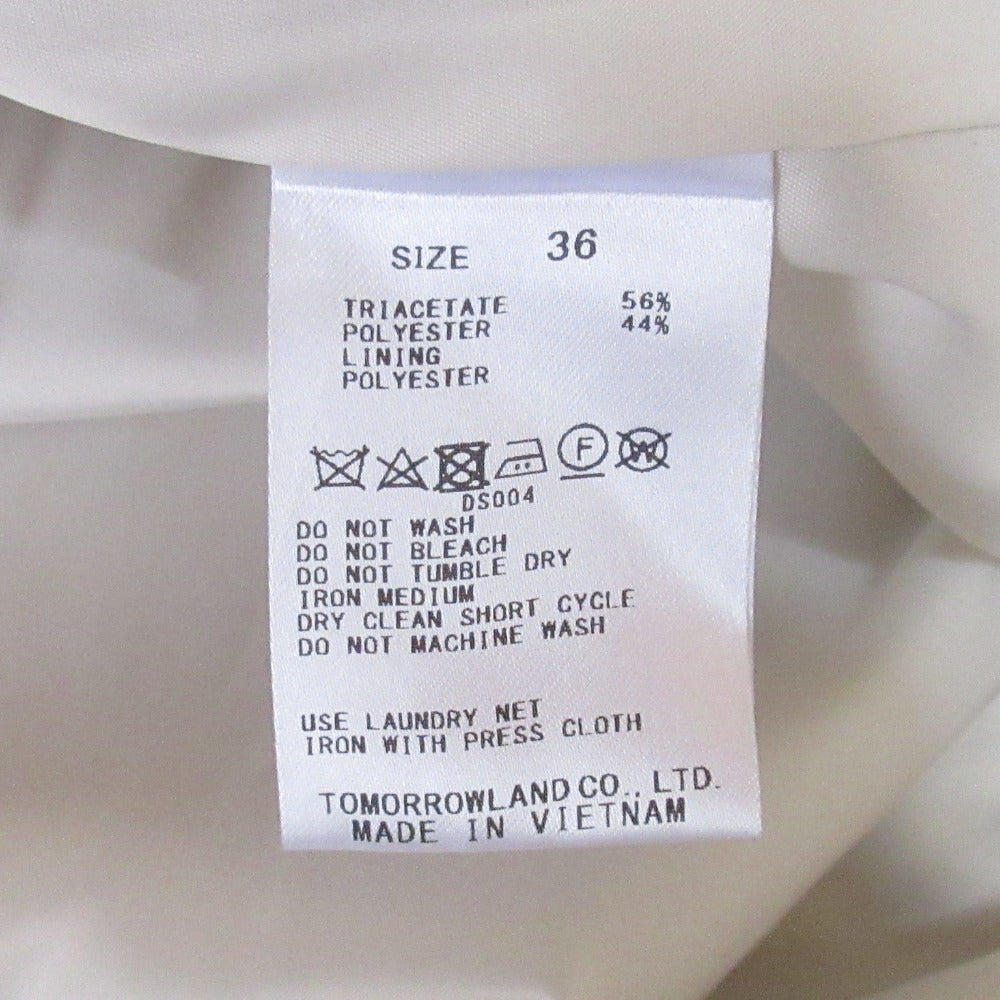 SIZE 36
TRIACETATE 56%
POLYESTER 44%
LINING
POLYESTER
F W
DS004
DO NOT WASH
DO NOT BLEACH
DO NOT TUMBLE DRY
IRON MEDIUM
DRY CLEAN SHORT CYCLE
DO NOT MACHINE WASH
USE LAUNDRY NET
IRON WITH PRESS CLOTH
TOMORROWLAND CO., LTD.
MADE IN VIETNAM